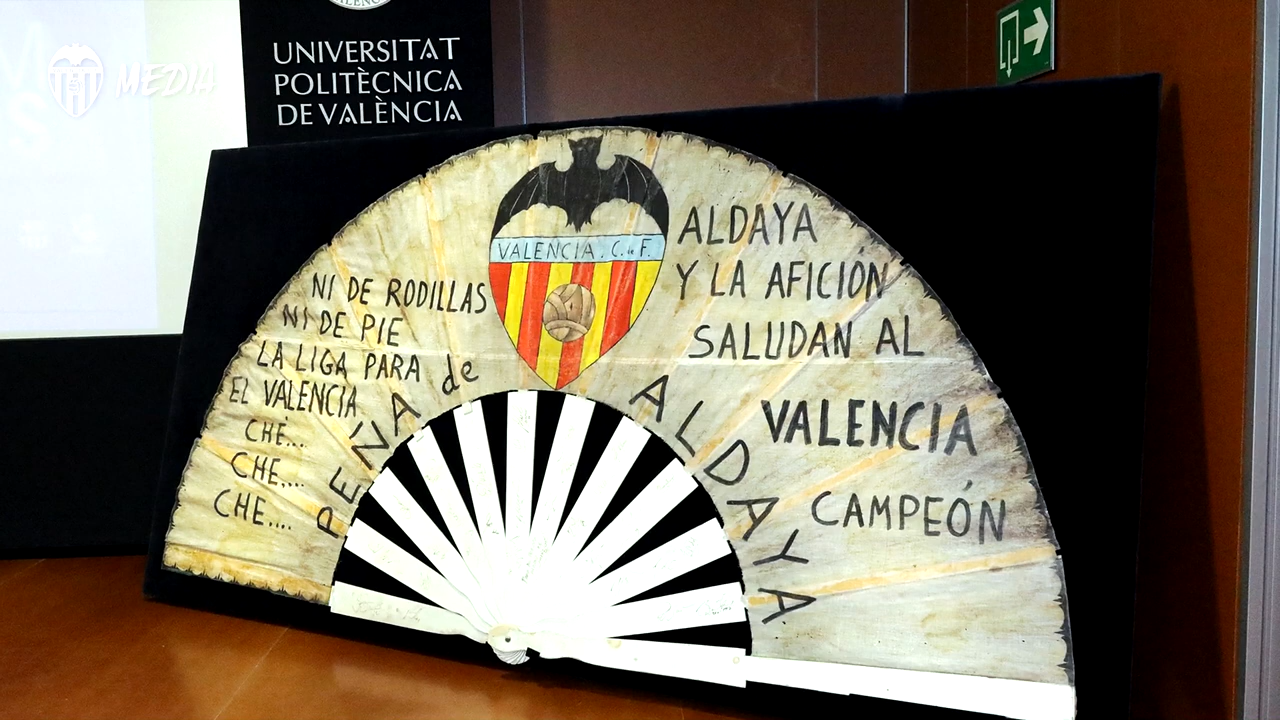 MEDIA
UNIVERSITAT
POLITÈCNICA
DE VALÈNCIA
VALENCIA. C. de F.
NI DE RODILLAS
NI DE PIE
LA LIGA PARA
EL VALENCIA
CHE...
CHE....
CHE....
PEÑA de ALDAYA
ALDAYA
Y LA AFICIÓN
SALUDAN AL
VALENCIA
CAMPEÓN